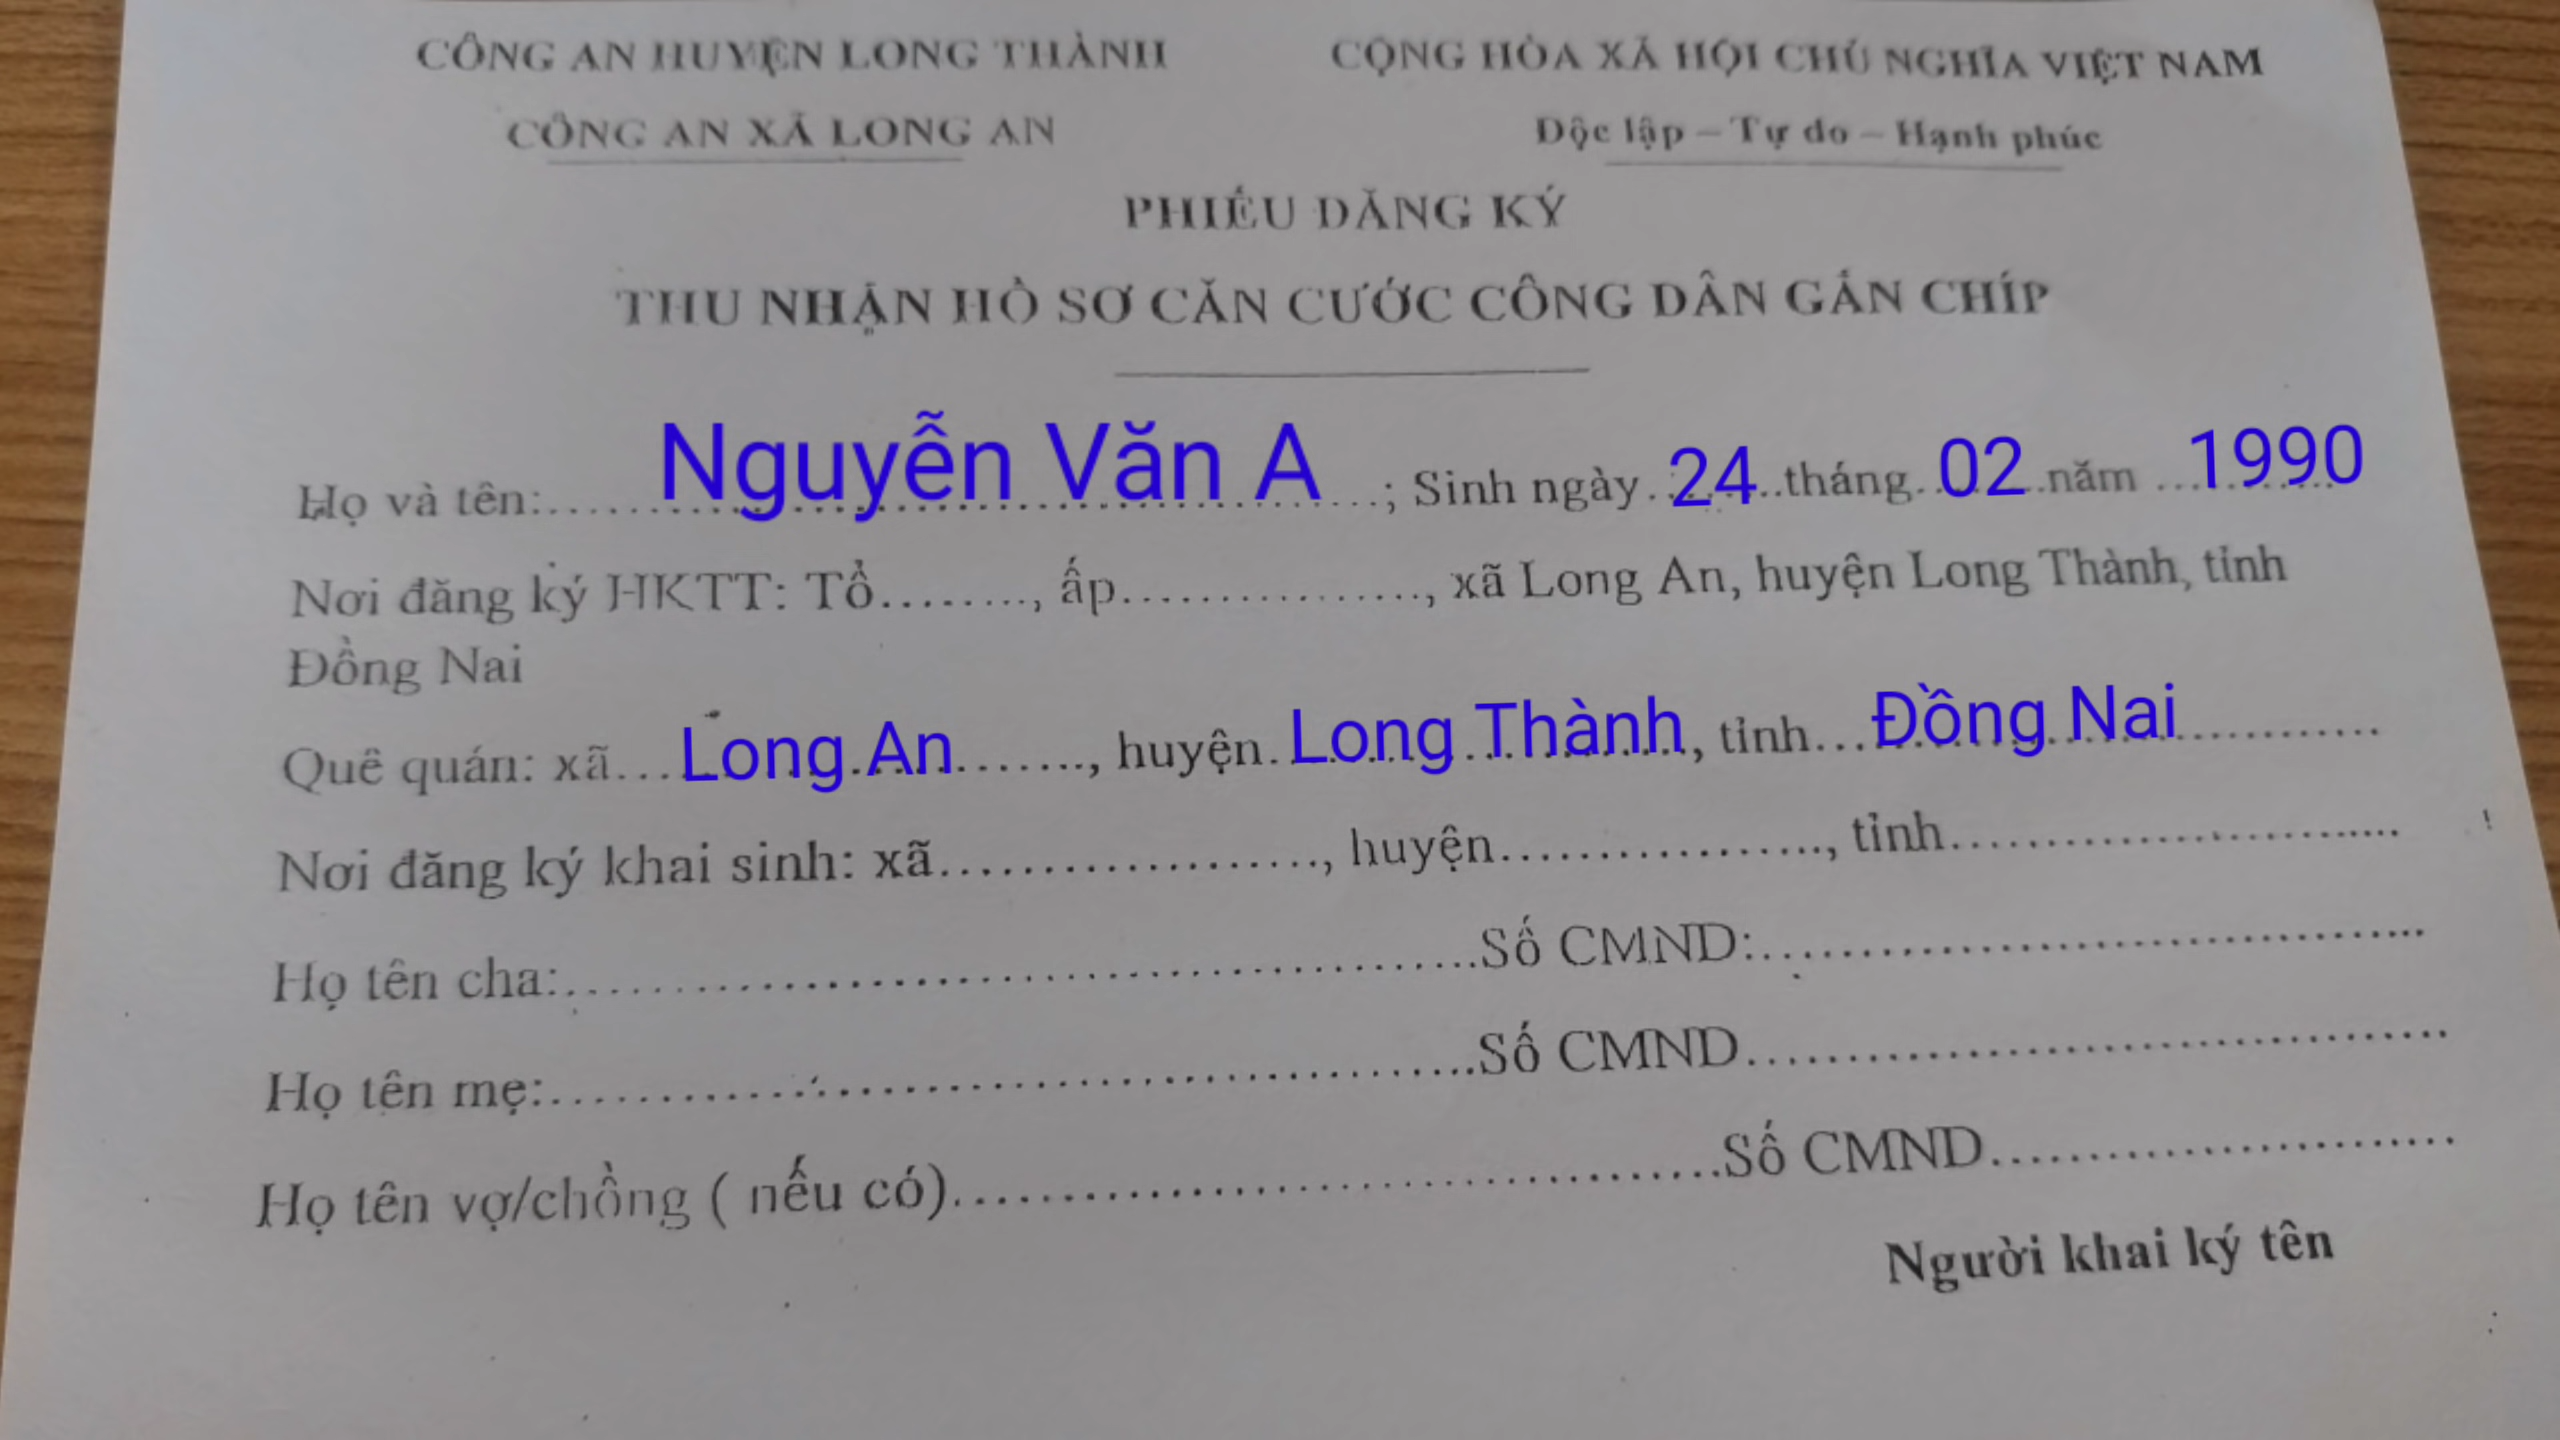 CÔNG AN HUYỆN LONG THÀNH
CÔNG AN XÃ LONG AN
CỘNG HÒA XÃ HỘI CHỦ NGHĨA VIỆT NAM
Độc lập – Tự do – Hạnh phúc
PHIẾU ĐĂNG KÝ
THU NHẬN HỒ SƠ CĂN CƯỚC CÔNG DÂN GẮN CHÍP
Họ và tên:.....Nguyễn Văn A.....; Sinh ngày..24..tháng..02..năm ...1990
Nơi đăng ký HKTT: Tổ........., ấp.................., xã Long An, huyện Long Thành, tỉnh
Đồng Nai
Quê quán: xã...Long An........, huyện.Long Thành, tỉnh...Đồng Nai............
Nơi đăng ký khai sinh: xã......................, huyện..................., tỉnh..........................
Họ tên cha:......................................................Số CMND:.......................................
Họ tên mẹ:......................................................Số CMND.........................................
Họ tên vợ/chồng ( nếu có).............................................Số CMND...........................
Người khai ký tên